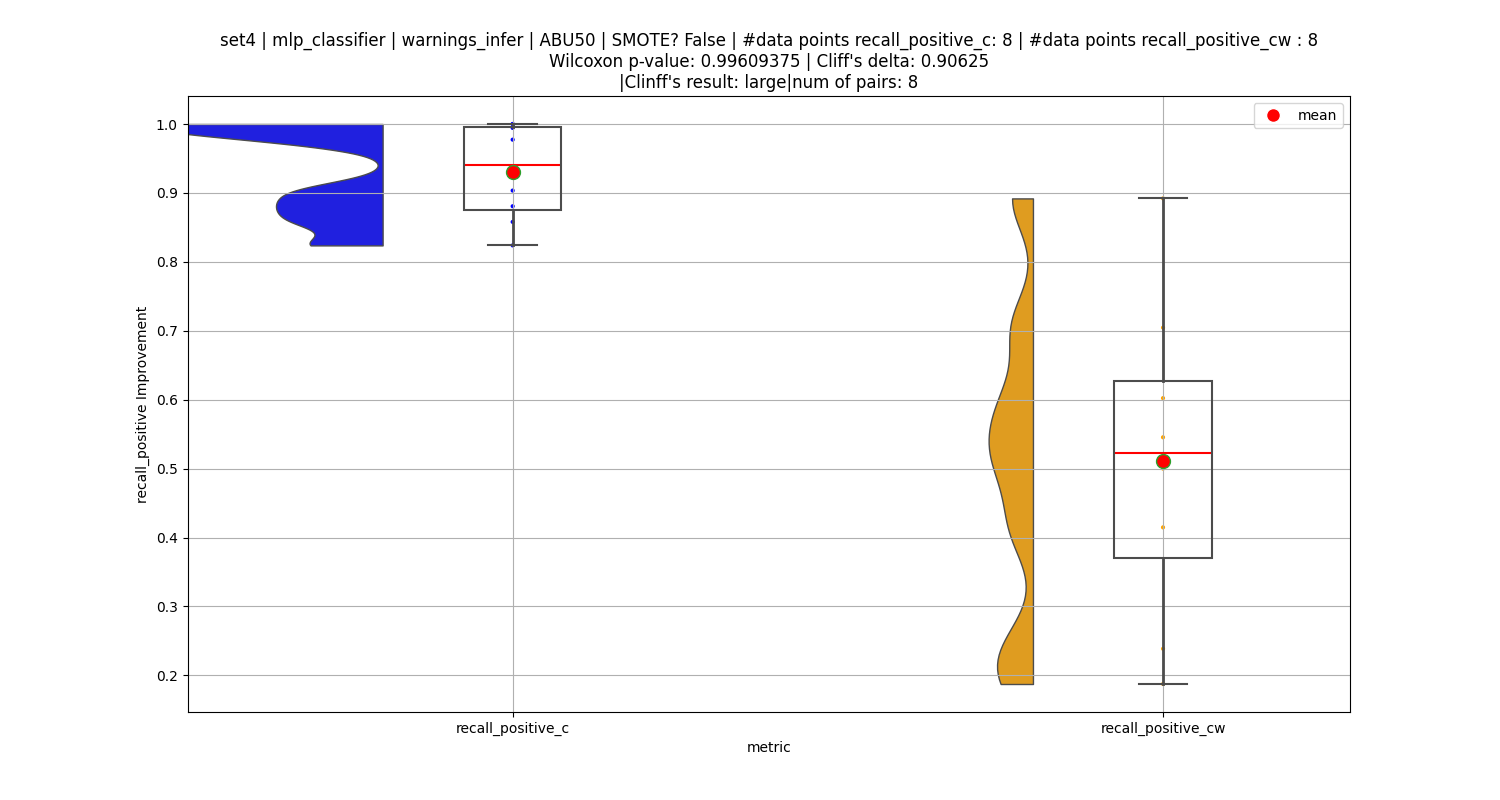 set4 | mlp_classifier | warnings_infer | ABU50 | SMOTE? False | #data points recall_positive_c: 8 | #data points recall_positive_cw : 8
Wilcoxon p-value: 0.99609375 | Cliff's delta: 0.90625
|Clinff's result: large|num of pairs: 8
mean
1.0
0.9
0.8
0.7
0.6
0.5
0.4
0.3
0.2
recall_positive Improvement
recall_positive_c
recall_positive_cw
metric